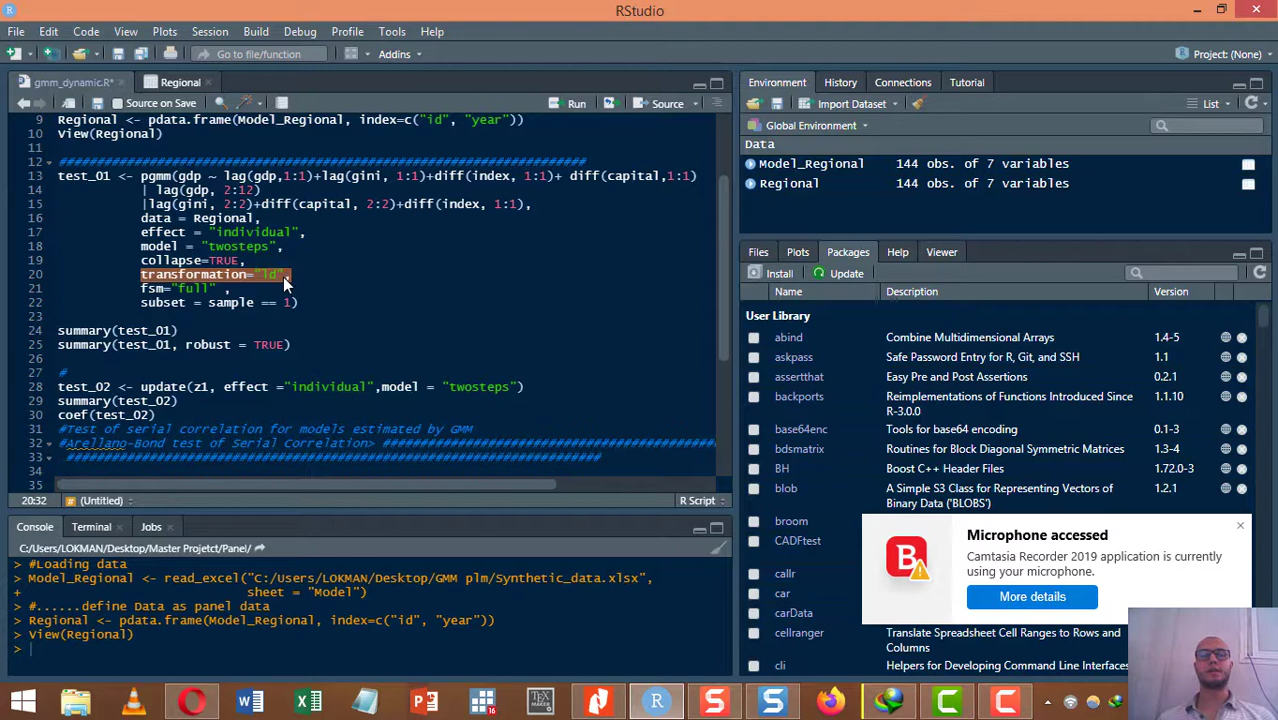 RStudio
File Edit Code View Plots Session Build Debug Profile Tools Help
Go to file/function Addins Project: (None)
gmm_dynamic.R* Regional
Source on Save Run Source
9 Regional <- pdata.frame(Model_Regional, index=c("id", "year"))
10 View(Regional)
11
12 ######################################################################
13 test_01 <- pgmm(gdp ~ lag(gdp,1:1)+lag(gini, 1:1)+diff(index, 1:1)+ diff(capital,1:1)
14 | lag(gdp, 2:12)
15 |lag(gini, 2:2)+diff(capital, 2:2)+diff(index, 1:1),
16 data = Regional,
17 effect = "individual",
18 model = "twosteps",
19 collapse=TRUE,
20 transformation="ld",
21 fsm="full" ,
22 subset = sample == 1)
23
24 summary(test_01)
25 summary(test_01, robust = TRUE)
26
27 #
28 test_02 <- update(z1, effect ="individual",model = "twosteps")
29 summary(test_02)
30 coef(test_02)
31 #Test of serial correlation for models estimated by GMM
32 #Arellano-Bond test of Serial Correlation> ############################################
33 #######################################################################
34
35
20:32 (Untitled) R Script
Console Terminal Jobs
C:/Users/LOKMAN/Desktop/Master Projetct/Panel/
> #Loading data
> Model_Regional <- read_excel("C:/Users/LOKMAN/Desktop/GMM plm/Synthetic_data.xlsx",
+ sheet = "Model")
> #......define Data as panel data
> Regional <- pdata.frame(Model_Regional, index=c("id", "year"))
> View(Regional)
>
Environment History Connections Tutorial
Import Dataset List
Global Environment
Data
Model_Regional 144 obs. of 7 variables
Regional 144 obs. of 7 variables
Files Plots Packages Help Viewer
Install Update
Name Description Version
User Library
abind Combine Multidimensional Arrays 1.4-5
askpass Safe Password Entry for R, Git, and SSH 1.1
assertthat Easy Pre and Post Assertions 0.2.1
backports Reimplementations of Functions Introduced Since R-3.0.0 1.1.10
base64enc Tools for base64 encoding 0.1-3
bdsmatrix Routines for Block Diagonal Symmetric Matrices 1.3-4
BH Boost C++ Header Files 1.72.0-3
blob A Simple S3 Class for Representing Vectors of Binary Data ('BLOBS') 1.2.1
broom
CADFtest
callr
car
carData
cellranger Translate Spreadsheet Cell Ranges to Rows and Columns
cli Helpers for Developing Command Line Interfaces
B
Microphone accessed
Camtasia Recorder 2019 application is currently
using your microphone.
More details